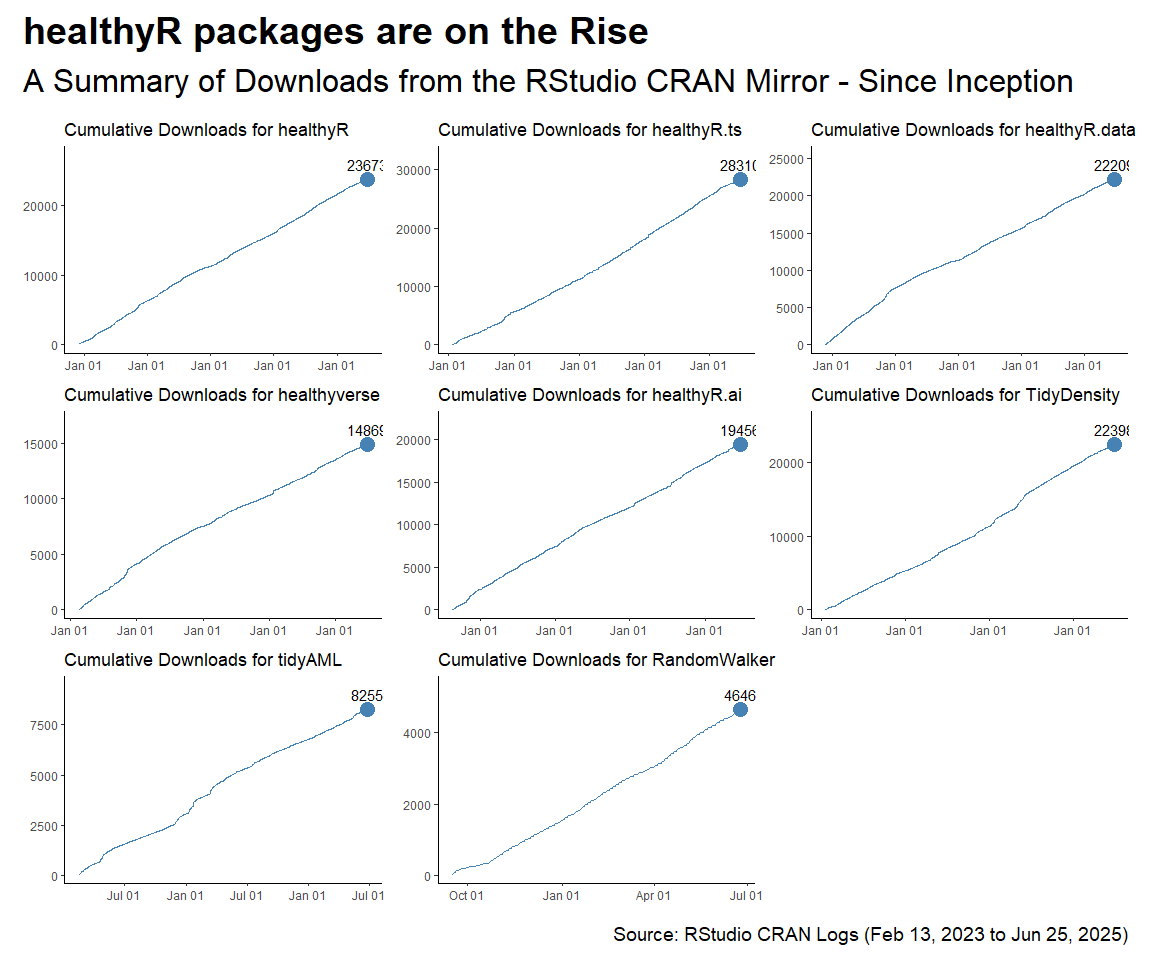 healthyR packages are on the Rise
A Summary of Downloads from the RStudio CRAN Mirror - Since Inception
Cumulative Downloads for healthyR
23673
20000
10000
0
Jan 01 Jan 01 Jan 01 Jan 01 Jan 01
Cumulative Downloads for healthyR.ts
28310
30000
20000
10000
0
Jan 01 Jan 01 Jan 01 Jan 01 Jan 01
Cumulative Downloads for healthyR.data
22209
25000
20000
15000
10000
5000
0
Jan 01 Jan 01 Jan 01 Jan 01 Jan 01
Cumulative Downloads for healthyverse
14869
15000
10000
5000
0
Jan 01 Jan 01 Jan 01 Jan 01 Jan 01
Cumulative Downloads for healthyR.ai
19456
20000
15000
10000
5000
0
Jan 01 Jan 01 Jan 01 Jan 01
Cumulative Downloads for TidyDensity
22398
20000
10000
0
Jan 01 Jan 01 Jan 01 Jan 01
Cumulative Downloads for tidyAML
8255
7500
5000
2500
0
Jul 01 Jan 01 Jul 01 Jan 01 Jul 01
Cumulative Downloads for RandomWalker
4646
4000
2000
0
Oct 01 Jan 01 Apr 01 Jul 01
Source: RStudio CRAN Logs (Feb 13, 2023 to Jun 25, 2025)